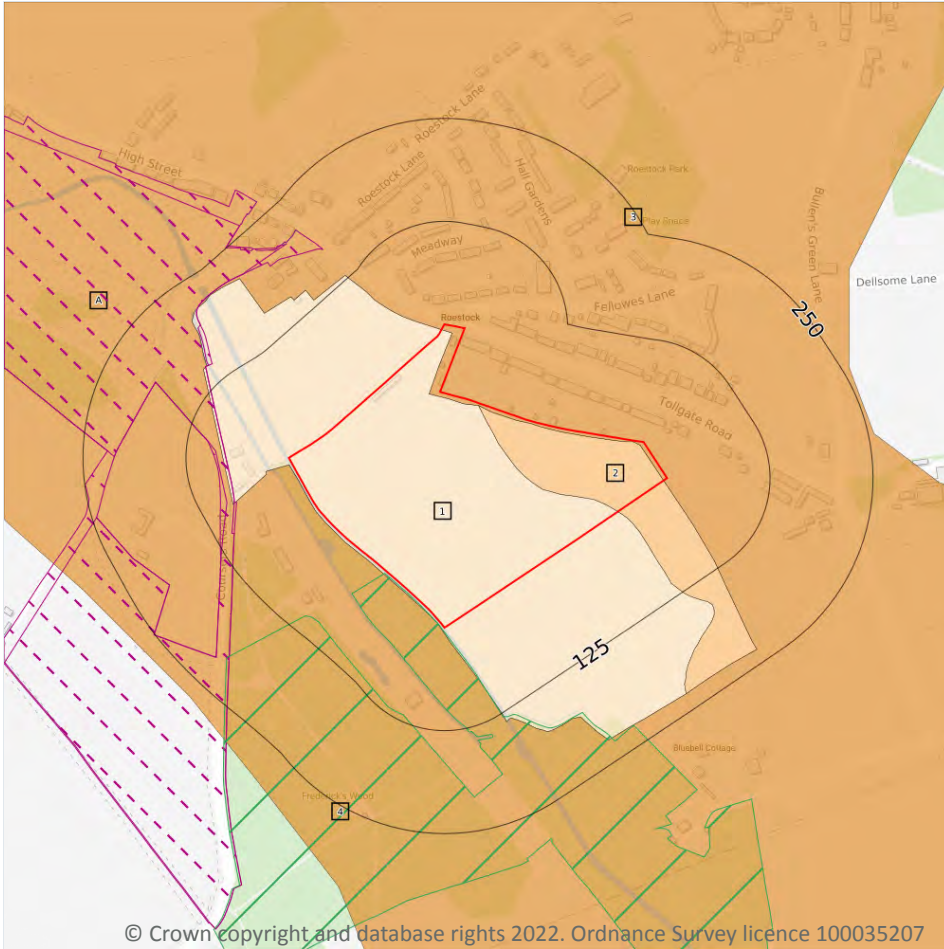 Roestock Lane
High Street
Roestock Lane
Hall Gardens
Roestock Park
3
Play Space
Bullen's Green Lane
Meadway
Dellsome Lane
A
Fellowes Lane
Roestock
250
Tollgate Road
2
1
125
Bluebell Cottage
Frederick's Wood
4
© Crown copyright and database rights 2022. Ordnance Survey licence 100035207